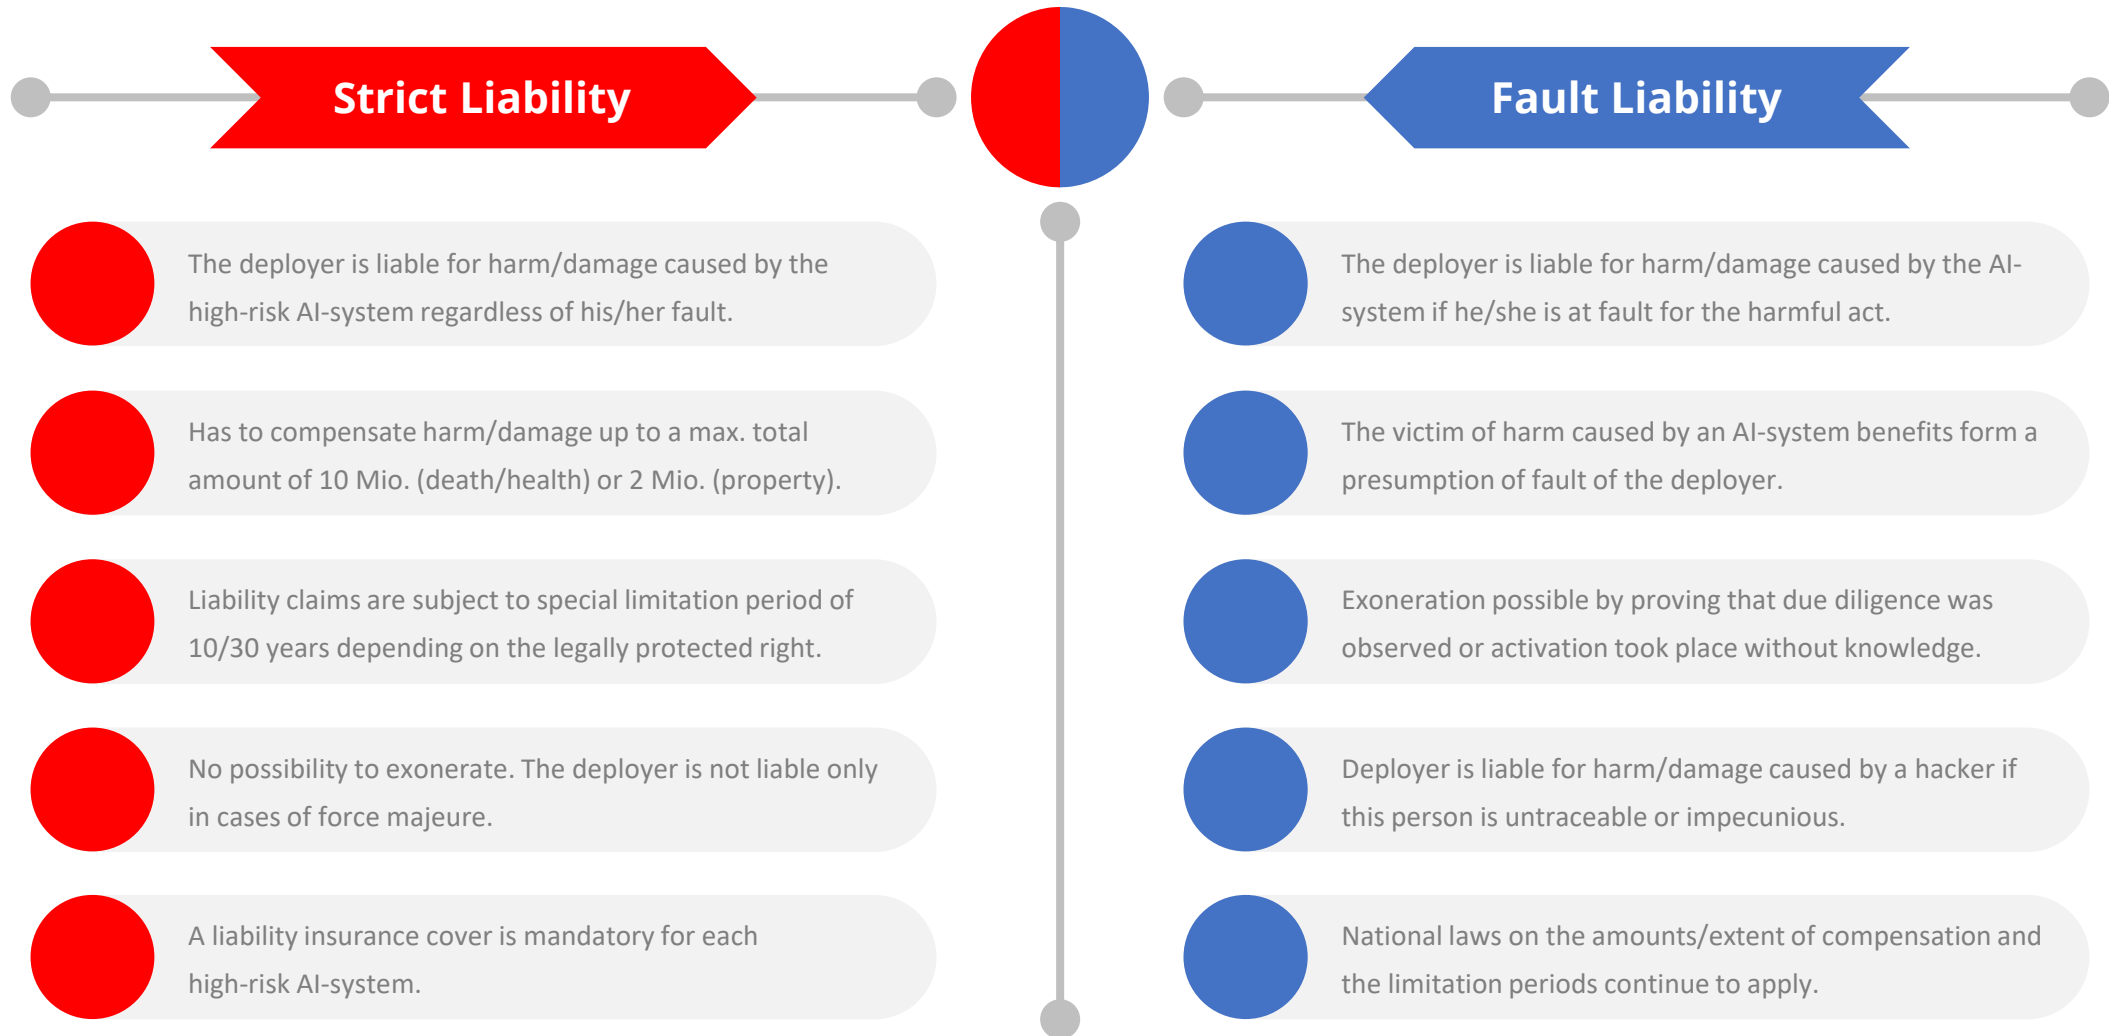 Strict Liability
The deployer is liable for harm/damage caused by the
high-risk AI-system regardless of his/her fault.
Has to compensate harm/damage up to a max. total
amount of 10 Mio. (death/health) or 2 Mio. (property).
Liability claims are subject to special limitation period of
10/30 years depending on the legally protected right.
No possibility to exonerate. The deployer is not liable only
in cases of force majeure.
A liability insurance cover is mandatory for each
high-risk AI-system.
Fault Liability
The deployer is liable for harm/damage caused by the AI-
system if he/she is at fault for the harmful act.
The victim of harm caused by an AI-system benefits form a
presumption of fault of the deployer.
Exoneration possible by proving that due diligence was
observed or activation took place without knowledge.
Deployer is liable for harm/damage caused by a hacker if
this person is untraceable or impecunious.
National laws on the amounts/extent of compensation and
the limitation periods continue to apply.